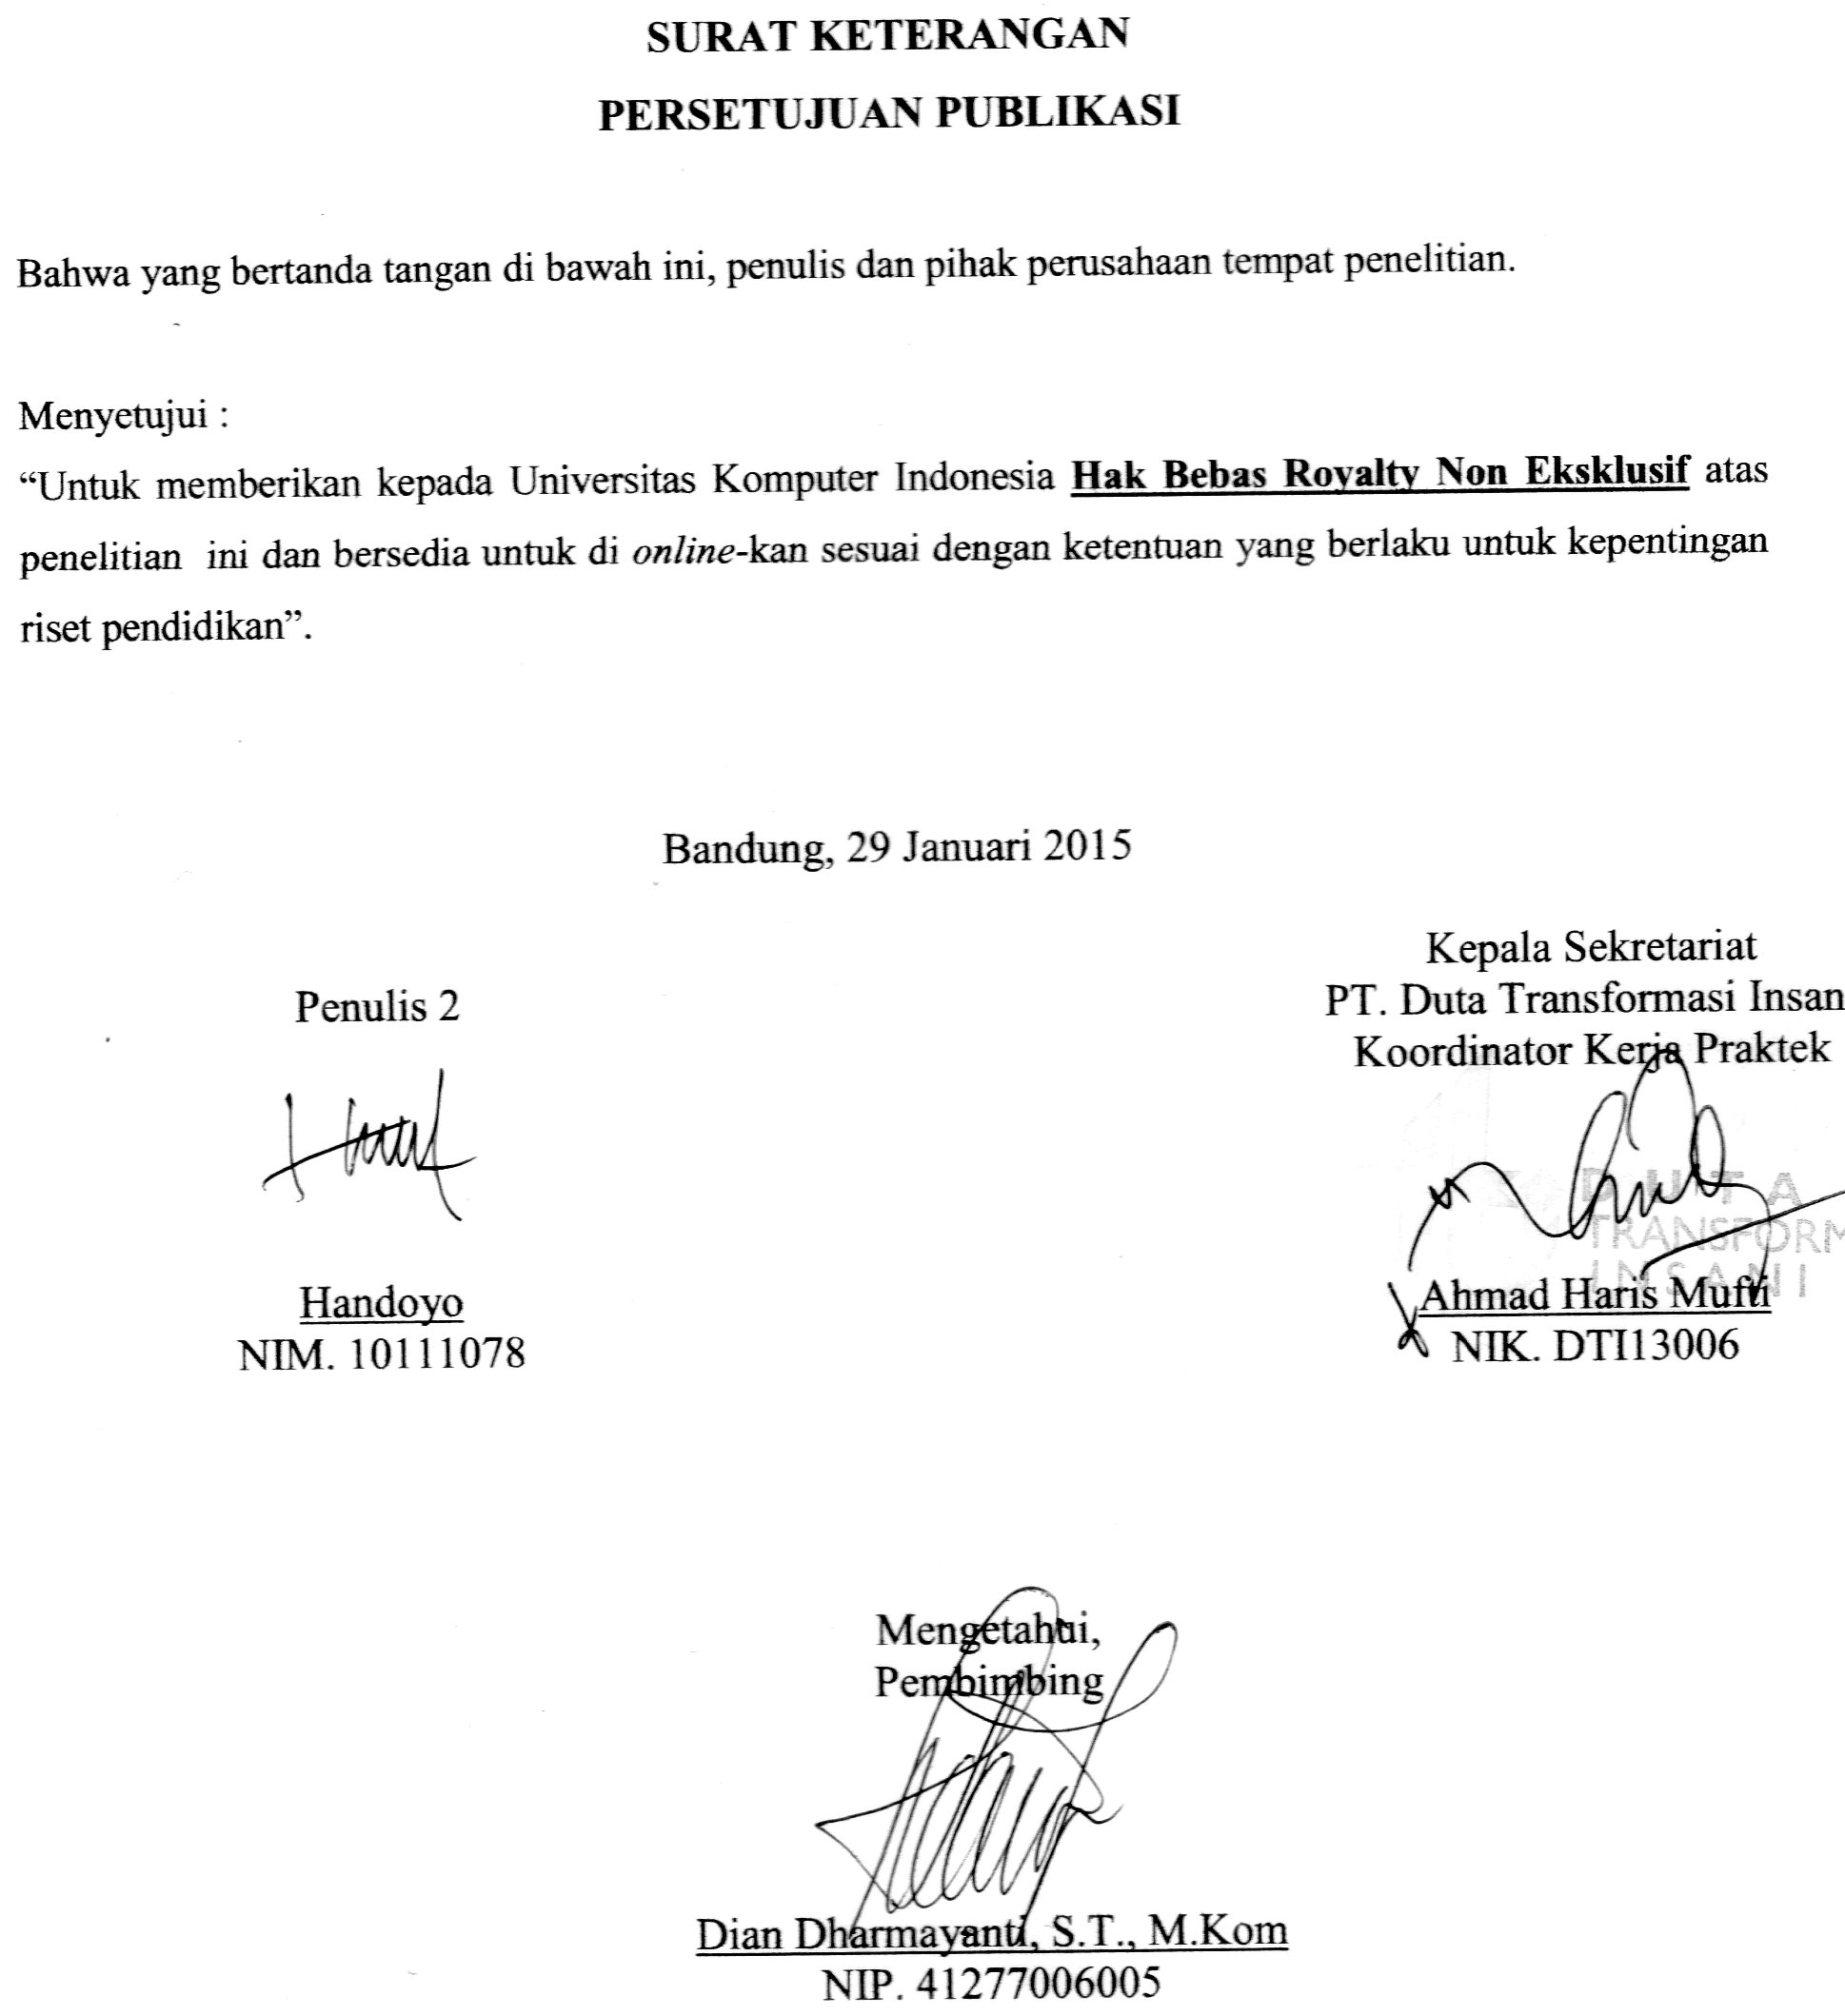 SURAT KETERANGAN
PERSETUJUAN PUBLIKASI
Bahwa yang bertanda tangan di bawah ini, penulis dan pihak perusahaan tempat penelitian.
Menyetujui :
“Untuk memberikan kepada Universitas Komputer Indonesia Hak Bebas Royalty Non Eksklusif atas
penelitian ini dan bersedia untuk di online-kan sesuai dengan ketentuan yang berlaku untuk kepentingan
riset pendidikan”.
Bandung, 29 Januari 2015
Penulis 2
Handoyo
NIM. 10111078
Kepala Sekretariat
PT. Duta Transformasi Insan
Koordinator Kerja Praktek
DUTA
TRANSFORM
INSANI
Ahmad Haris Mufti
NIK. DTI13006
Mengetahui,
Pembimbing
Dian Dharmayanti, S.T., M.Kom
NIP. 41277006005